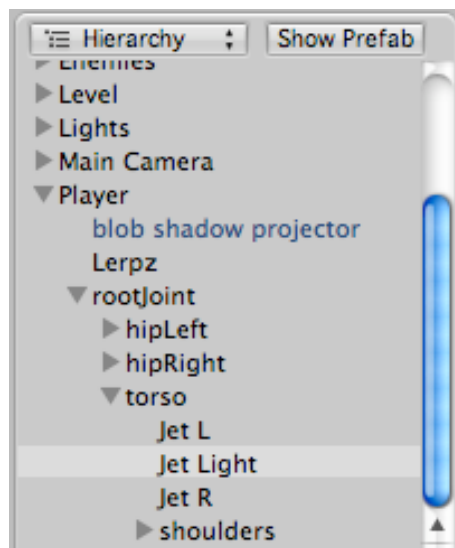 Hierarchy Show Prefab
Enemies
Level
Lights
Main Camera
Player
blob shadow projector
Lerpz
rootJoint
hipLeft
hipRight
torso
Jet L
Jet Light
Jet R
shoulders